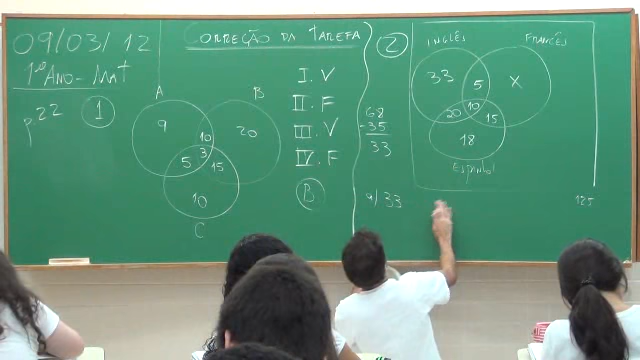 09/03/12
CORREÇÃO DA TAREFA
1º ANO - MAT
p22
1
A
B
9
10
20
5
3
15
10
C
I. V
II. F
III. V
IV. F
B
2
INGLÊS
FRANCÊS
33
5
X
20
10
15
18
Espanhol
68
-35
33
a) 33
125